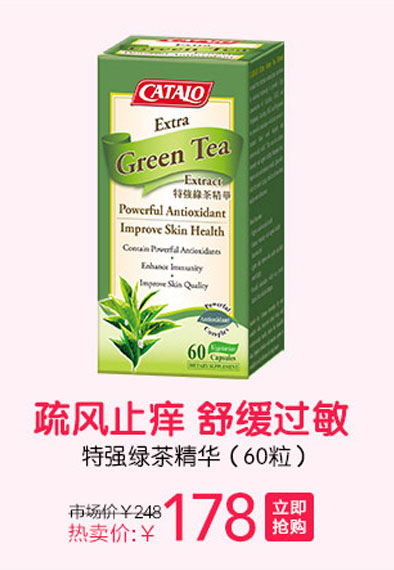 CATALO
Extra
Green Tea
Extract
特強綠茶精華
Powerful Antioxidant
Improve Skin Health
Contain Powerful Antioxidants
Enhance Immunity
Improve Skin Quality
Powerful
Antioxidant
Complex
60 Vegetarian
Capsules
DIETARY SUPPLEMENT
疏风止痒 舒缓过敏
特强绿茶精华（60粒）
市场价￥248
热卖价:￥178
立即
抢购